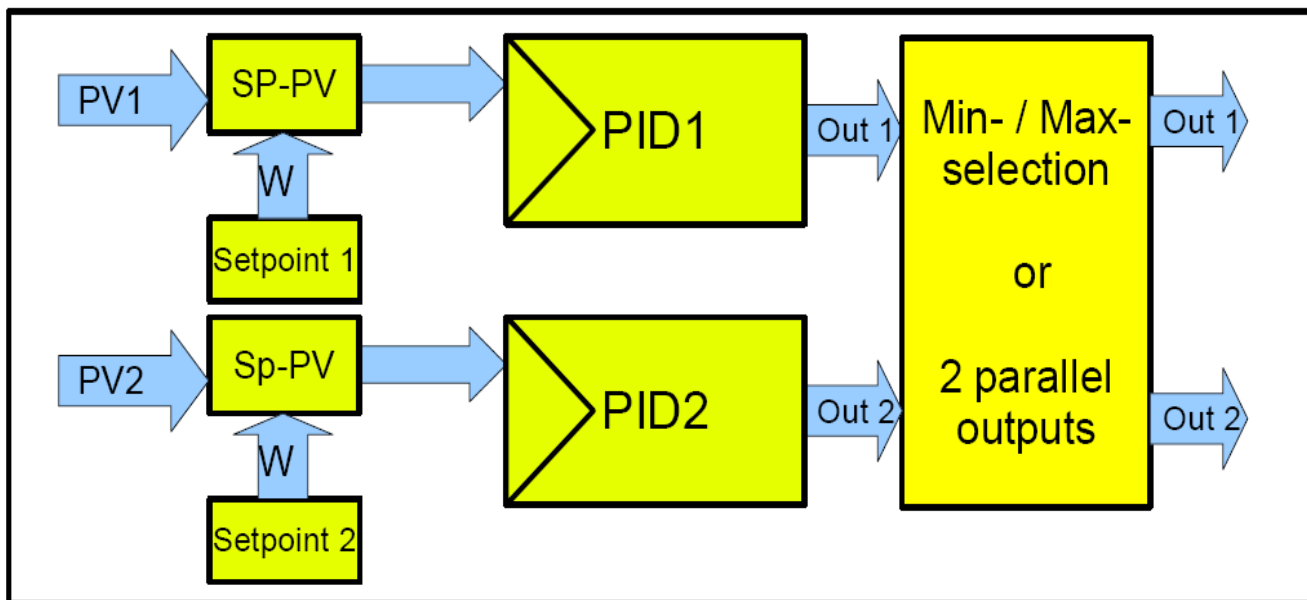 PV1
SP-PV
W
Setpoint 1
PID1
Out 1
PV2
Sp-PV
W
Setpoint 2
PID2
Out 2
Min- / Max-
selection
or
2 parallel
outputs
Out 1
Out 2